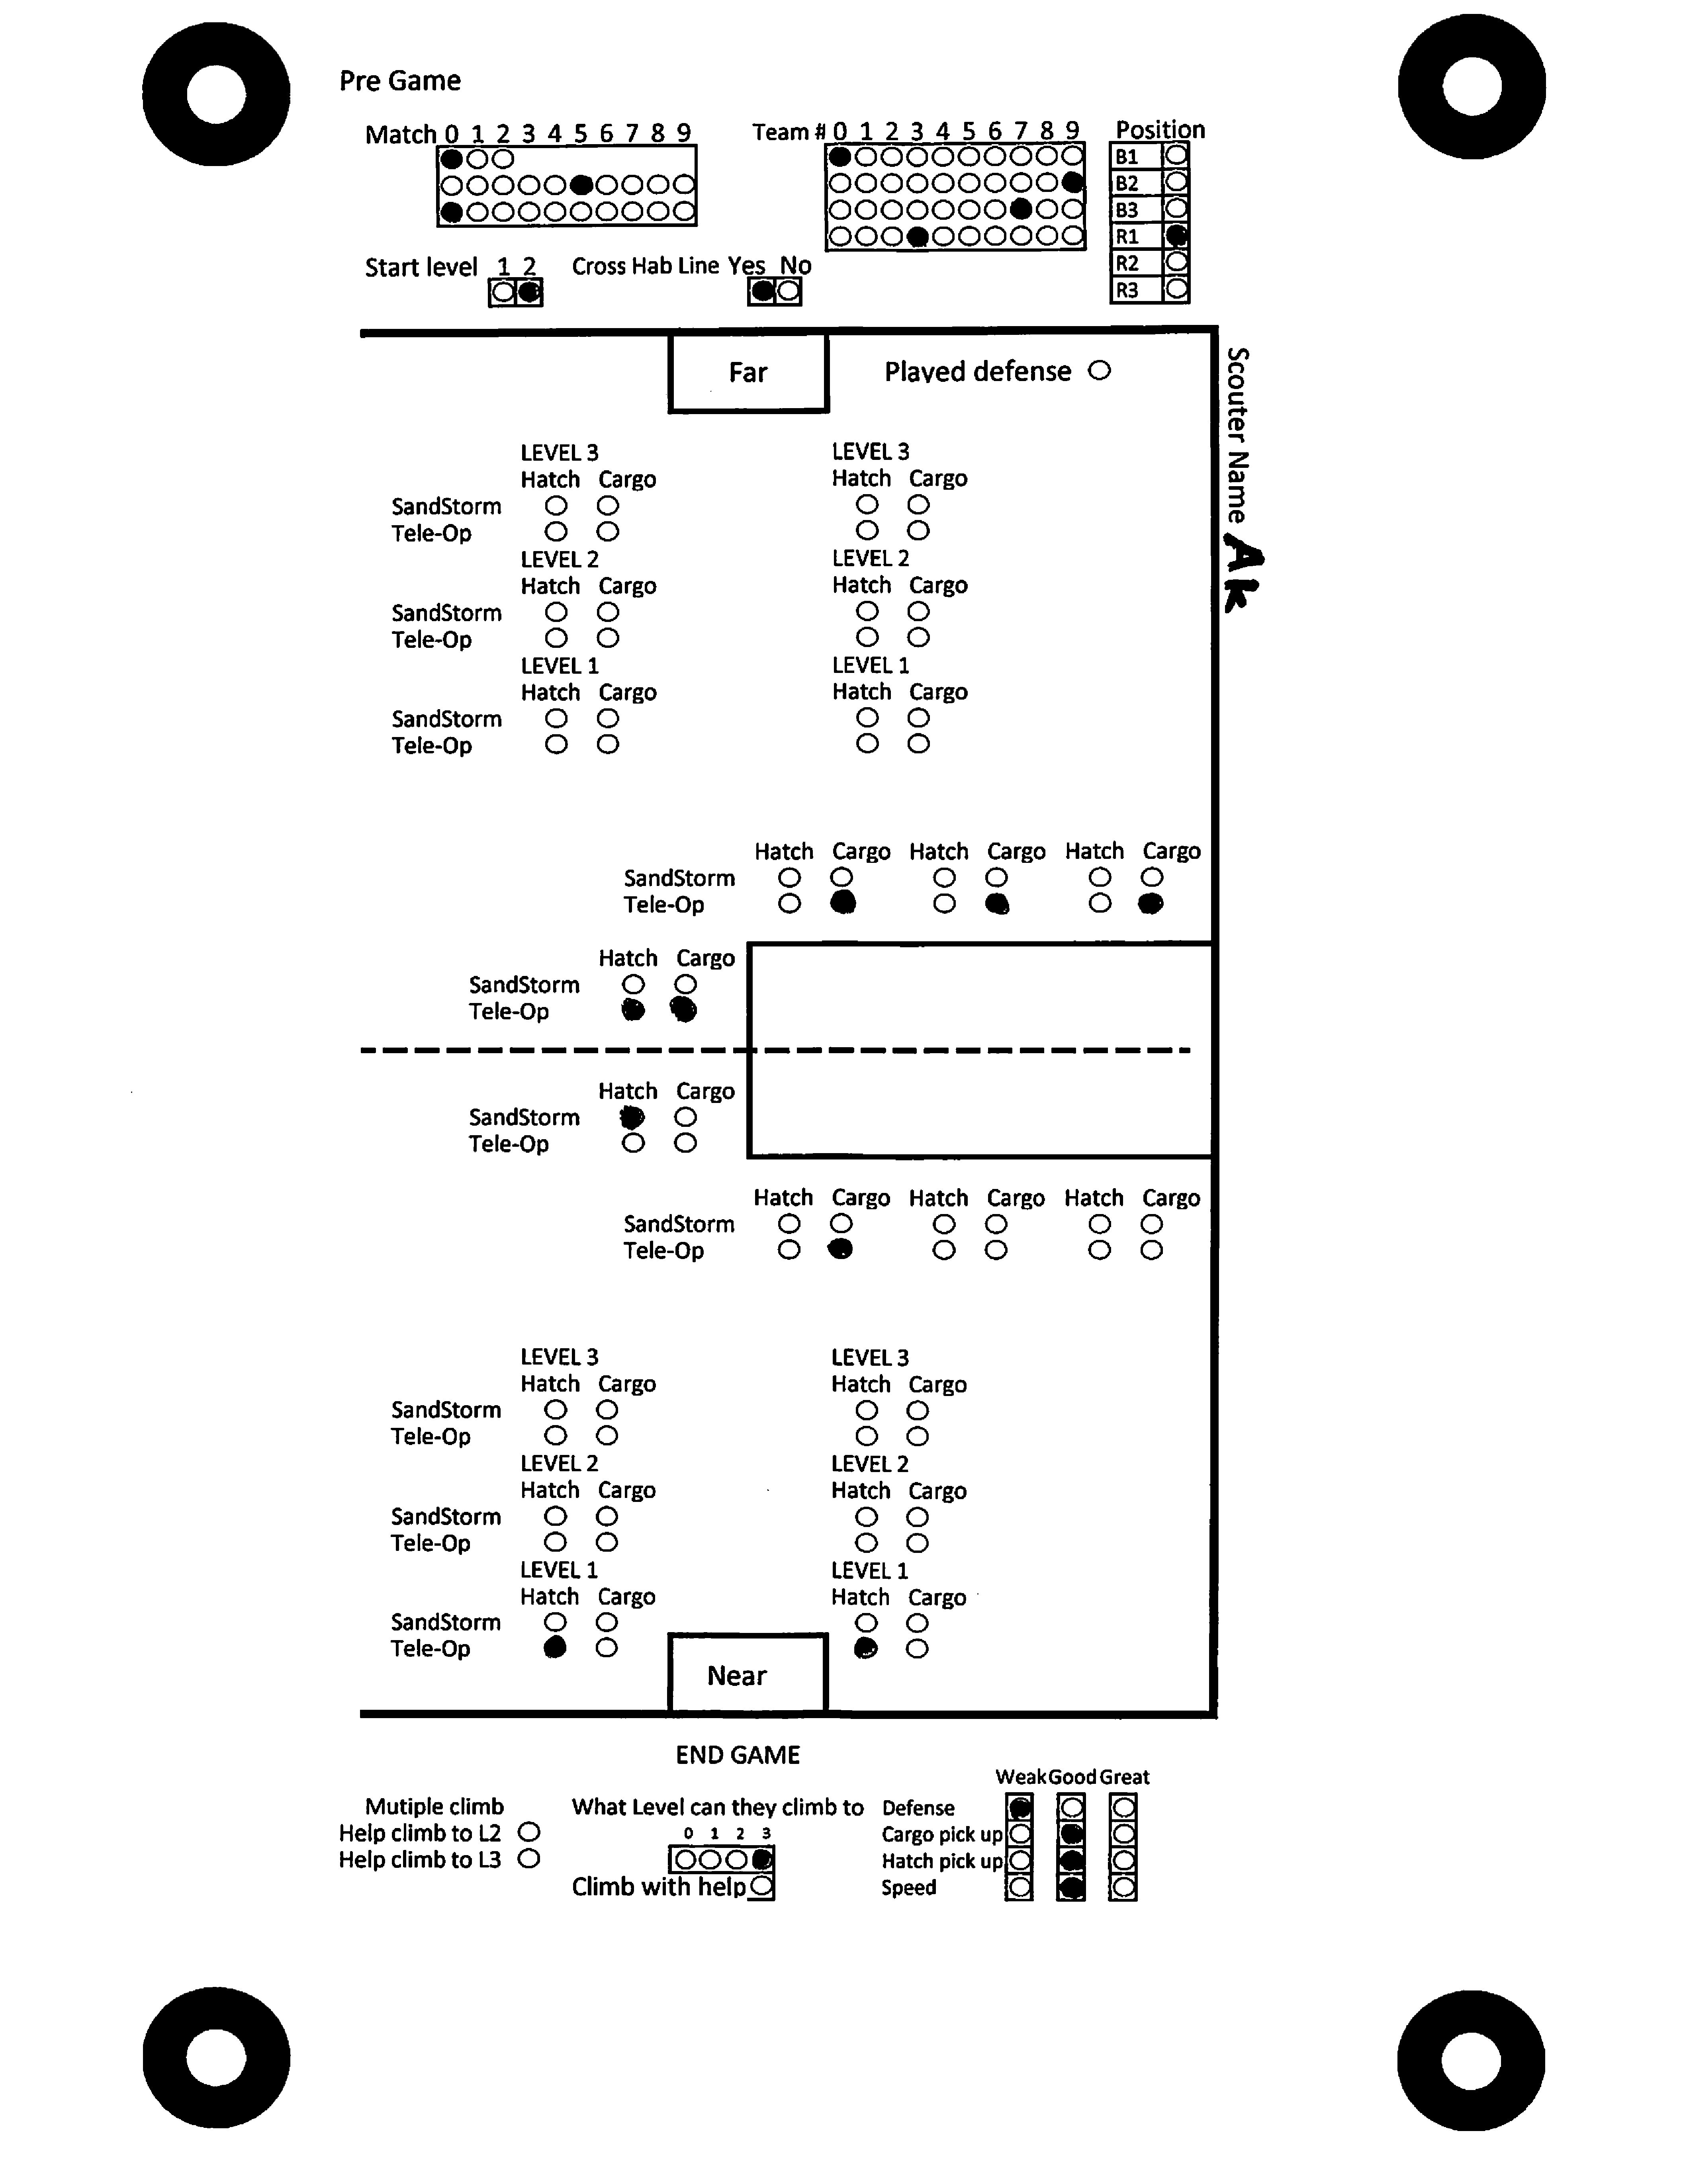 Pre Game
Match 0 1 2 3 4 5 6 7 8 9
Team # 0 1 2 3 4 5 6 7 8 9
Position
B1
B2
B3
R1
R2
R3
Start level 1 2
Cross Hab Line Yes No
Far
Played defense
Scouter Name AK
LEVEL 3 LEVEL 3
Hatch Cargo Hatch Cargo
SandStorm
Tele-Op
LEVEL 2 LEVEL 2
Hatch Cargo Hatch Cargo
SandStorm
Tele-Op
LEVEL 1 LEVEL 1
Hatch Cargo Hatch Cargo
SandStorm
Tele-Op
Hatch Cargo Hatch Cargo Hatch Cargo
SandStorm
Tele-Op
Hatch Cargo
SandStorm
Tele-Op
Hatch Cargo
SandStorm
Tele-Op
Hatch Cargo Hatch Cargo Hatch Cargo
SandStorm
Tele-Op
LEVEL 3 LEVEL 3
Hatch Cargo Hatch Cargo
SandStorm
Tele-Op
LEVEL 2 LEVEL 2
Hatch Cargo Hatch Cargo
SandStorm
Tele-Op
LEVEL 1 LEVEL 1
Hatch Cargo Hatch Cargo
SandStorm
Tele-Op
Near
END GAME
Mutiple climb
Help climb to L2
Help climb to L3
What Level can they climb to
0 1 2 3
Climb with help
Weak Good Great
Defense
Cargo pick up
Hatch pick up
Speed